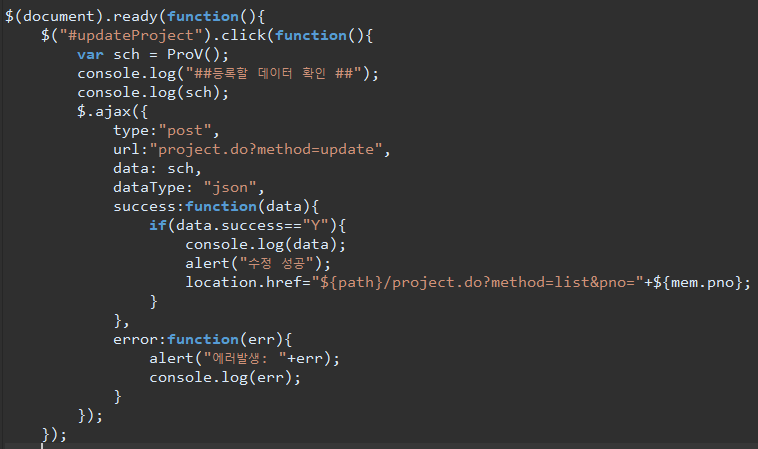 $(document).ready(function(){
$("#updateProject").click(function(){
var sch = ProV();
console.log("##등록할 데이터 확인 ##");
console.log(sch);
$.ajax({
type:"post",
url:"project.do?method=update",
data: sch,
dataType: "json",
success:function(data){
if(data.success=="Y"){
console.log(data);
alert("수정 성공");
location.href="${path}/project.do?method=list&pno="+${mem.pno};
}
},
error:function(err){
alert("에러발생: "+err);
console.log(err);
}
});
});